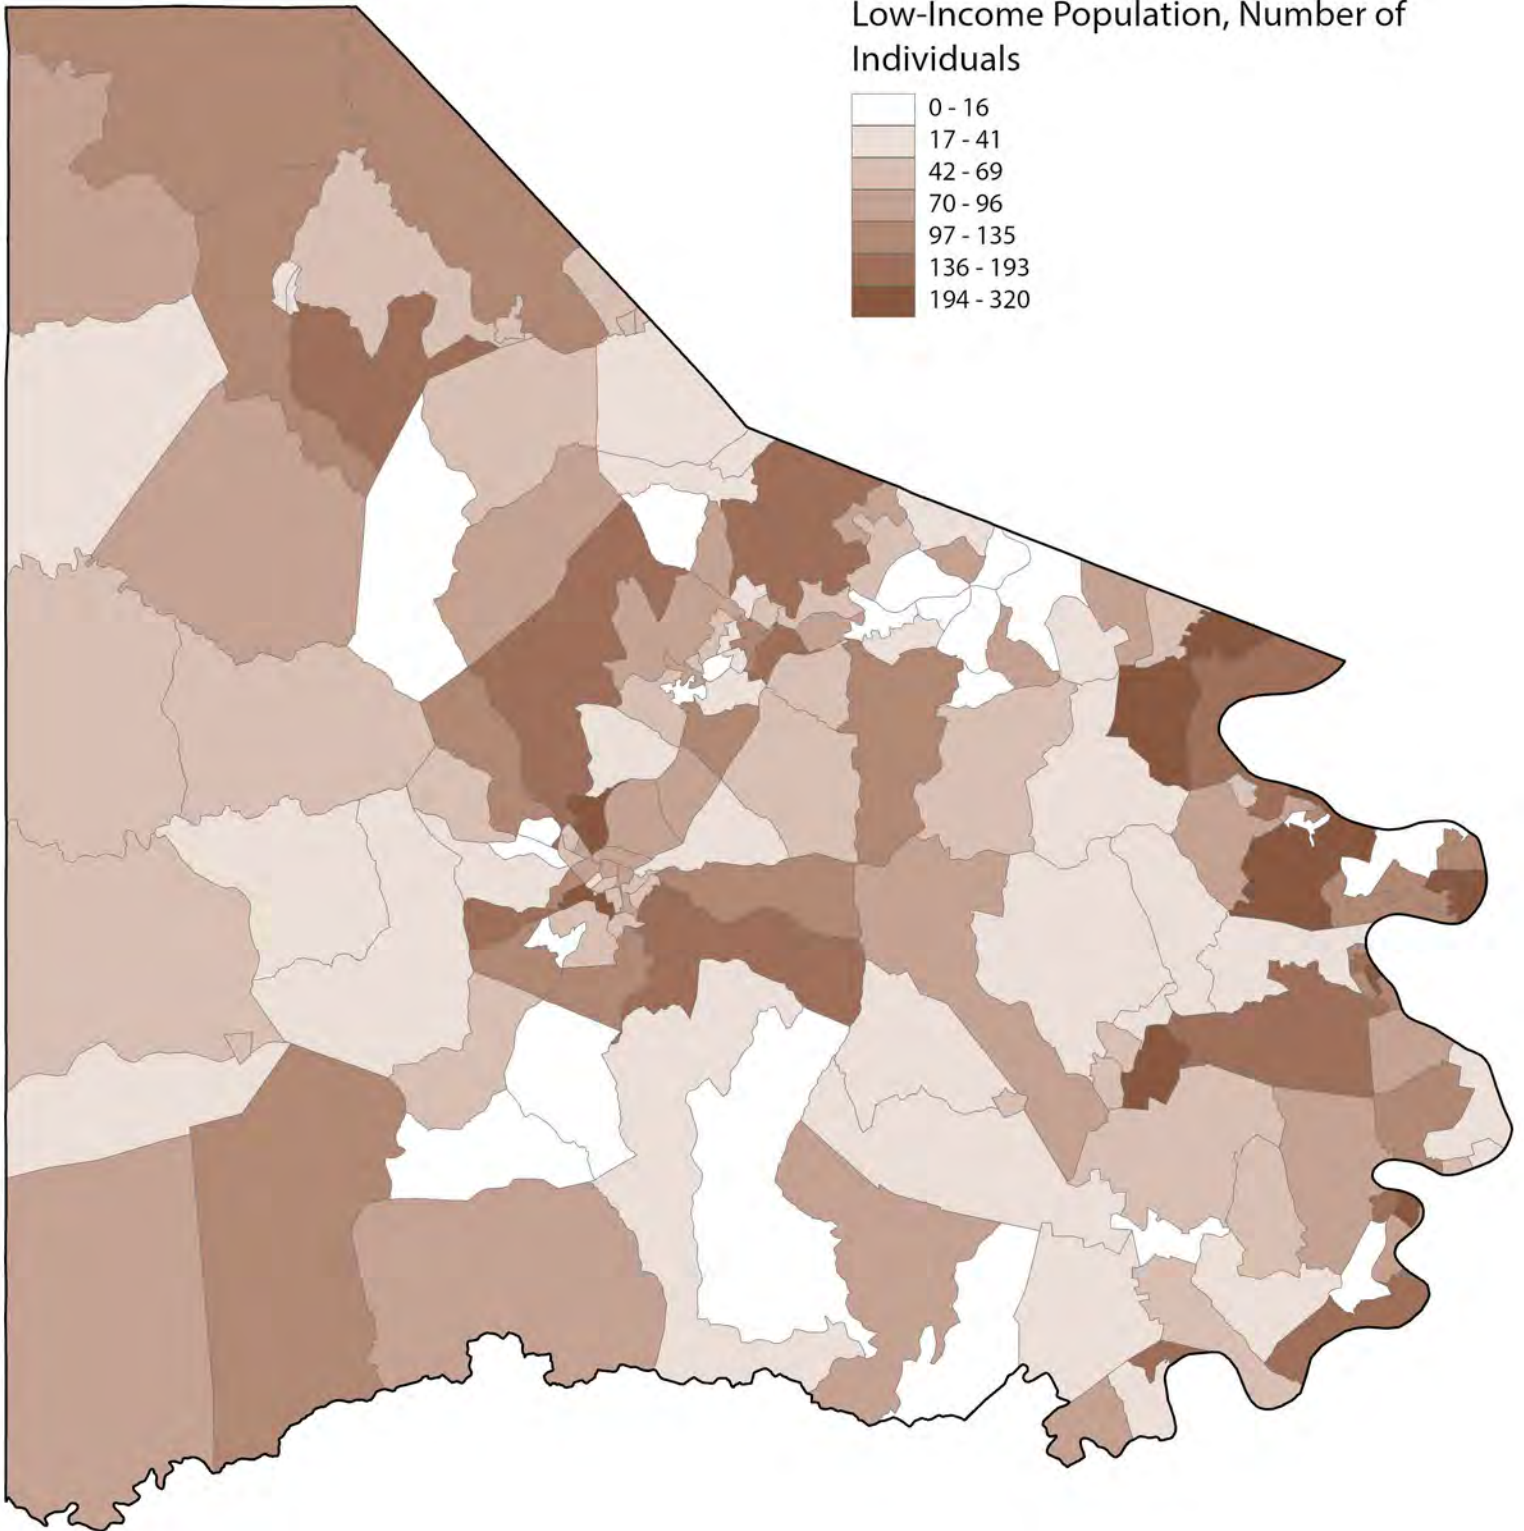 Low-Income Population, Number of
Individuals
0 - 16
17 - 41
42 - 69
70 - 96
97 - 135
136 - 193
194 - 320